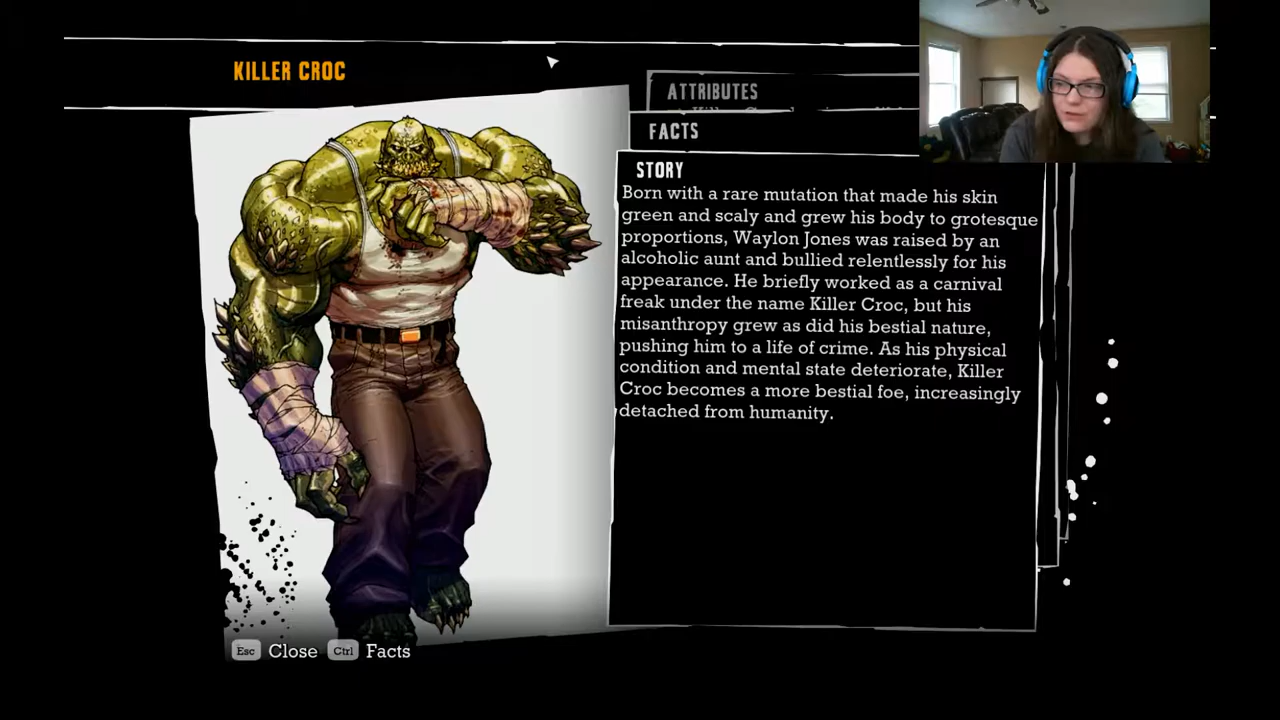 KILLER CROC
ATTRIBUTES
FACTS
STORY
Born with a rare mutation that made his skin
green and scaly and grew his body to grotesque
proportions, Waylon Jones was raised by an
alcoholic aunt and bullied relentlessly for his
appearance. He briefly worked as a carnival
freak under the name Killer Croc, but his
misanthropy grew as did his bestial nature,
pushing him to a life of crime. As his physical
condition and mental state deteriorate, Killer
Croc becomes a more bestial foe, increasingly
detached from humanity.
Esc Close Ctrl Facts